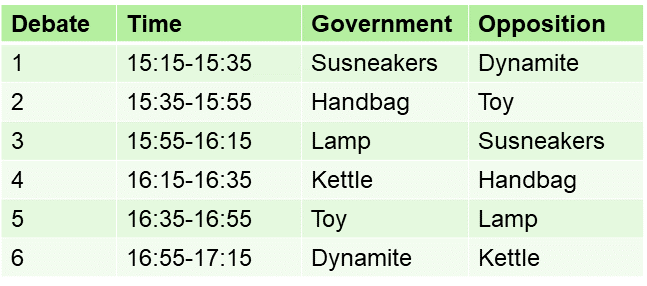 Debate Time Government Opposition
1 15:15-15:35 Susneakers Dynamite
2 15:35-15:55 Handbag Toy
3 15:55-16:15 Lamp Susneakers
4 16:15-16:35 Kettle Handbag
5 16:35-16:55 Toy Lamp
6 16:55-17:15 Dynamite Kettle